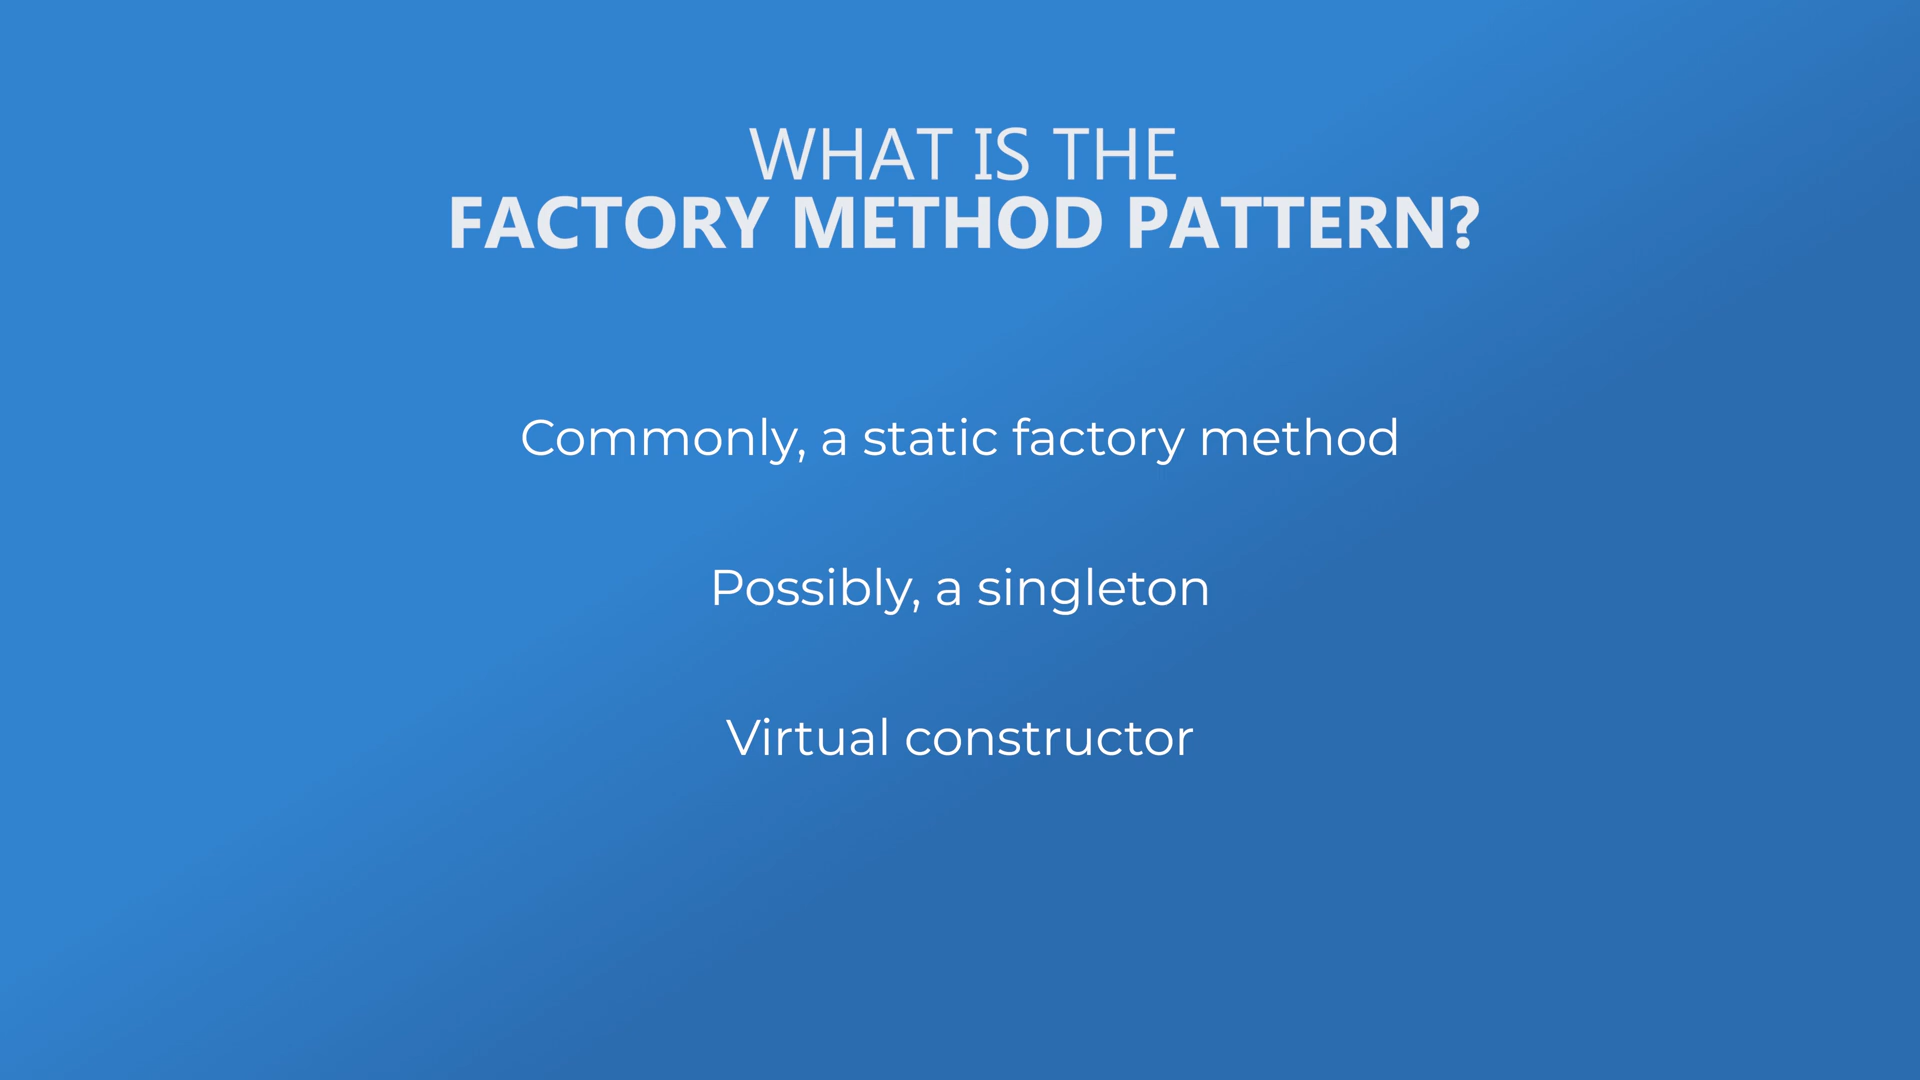 WHAT IS THE
FACTORY METHOD PATTERN?
Commonly, a static factory method
Possibly, a singleton
Virtual constructor